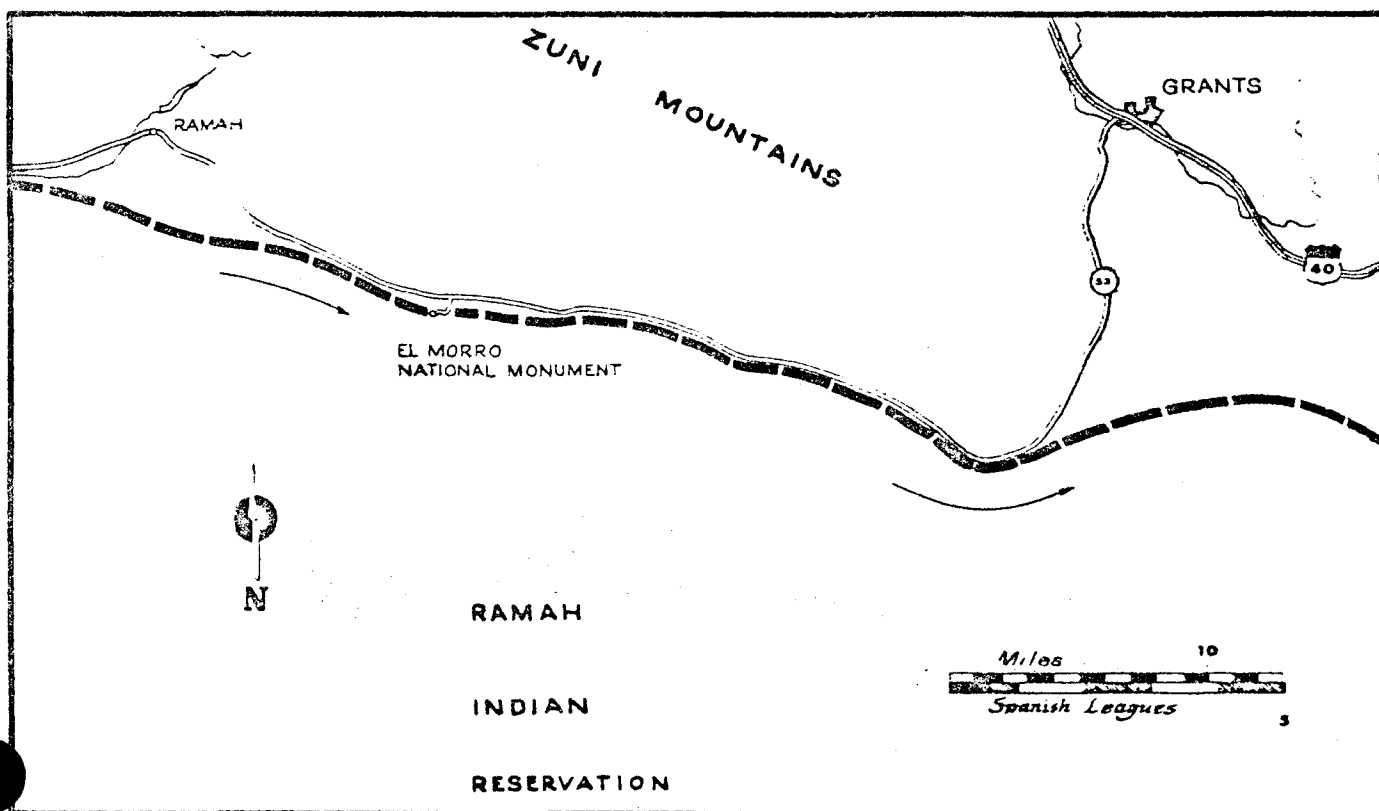 ZUNI
MOUNTAINS
GRANTS
RAMAH
40
53
EL MORRO
NATIONAL MONUMENT
N
RAMAH
INDIAN
RESERVATION
Miles
10
Spanish Leagues
5